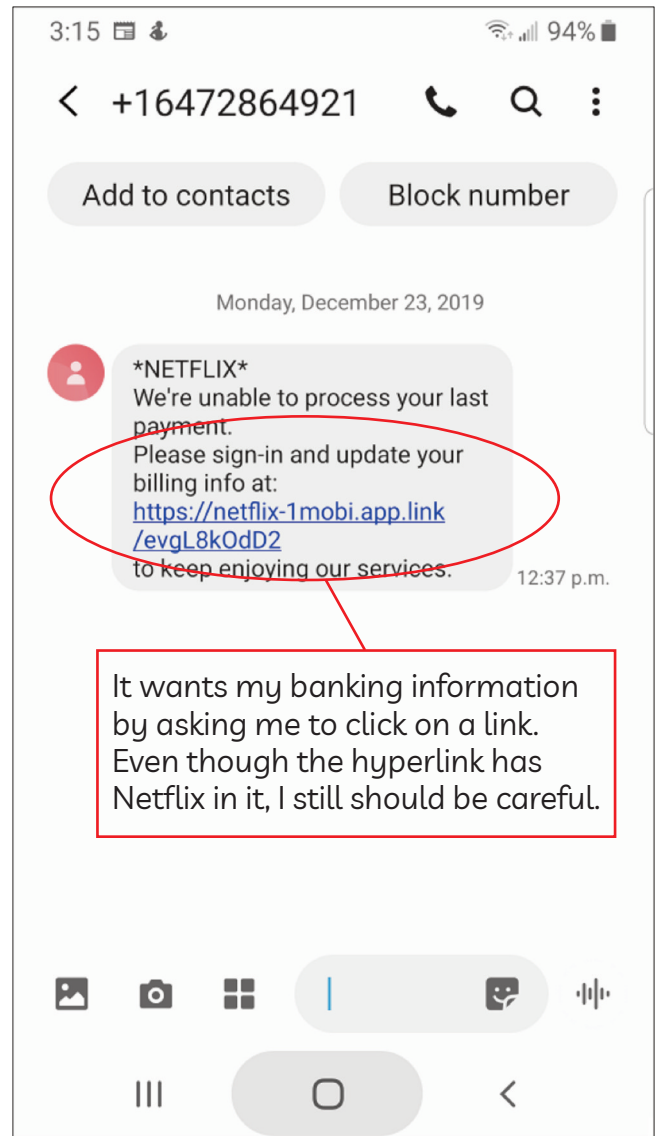 3:15 94%
+16472864921
Add to contacts Block number
Monday, December 23, 2019
*NETFLIX*
We're unable to process your last
payment.
Please sign-in and update your
billing info at:
https://netflix-1mobi.app.link
/evgL8kOdD2
to keep enjoying our services.
12:37 p.m.
It wants my banking information
by asking me to click on a link.
Even though the hyperlink has
Netflix in it, I still should be careful.